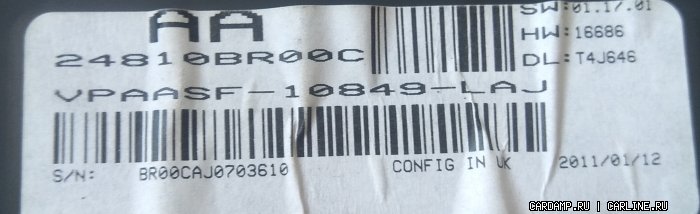 AA
SW:01.17.01
24810BR00C
HW:16686
DL:T4J646
VPAASF-10849-LAJ
S/N: BR00CAJ0703610 CONFIG IN UK 2011/01/12
CARDAMP.RU | CARLINE.RU